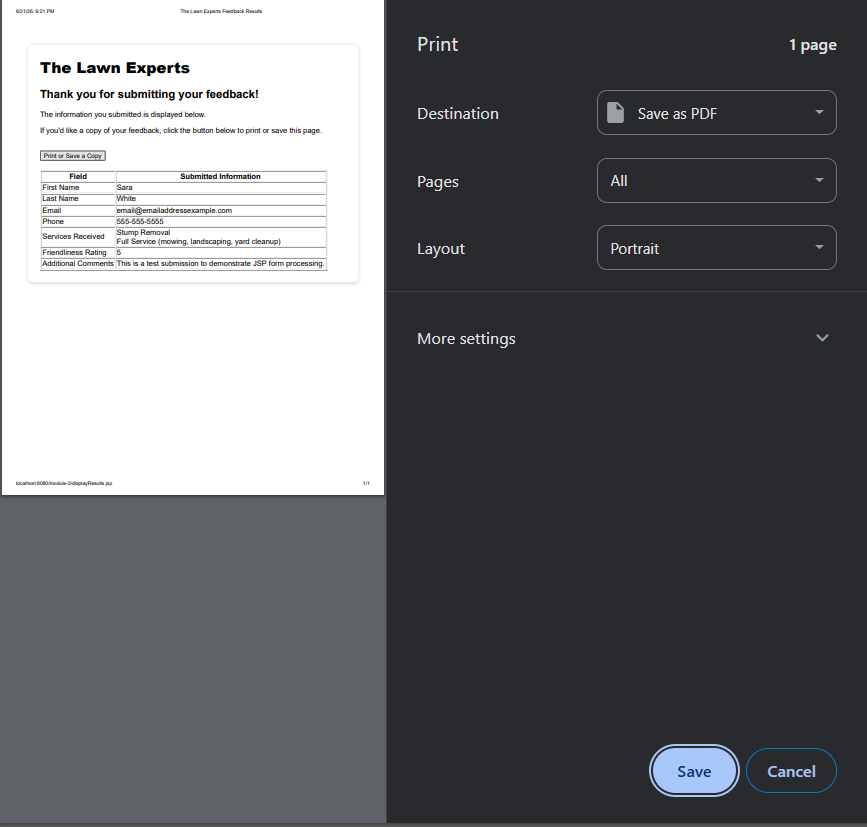 6/21/26, 9:21 PM The Lawn Experts Feedback Results
The Lawn Experts
Thank you for submitting your feedback!
The information you submitted is displayed below.
If you'd like a copy of your feedback, click the button below to print or save this page.
Print or Save a Copy
Field Submitted Information
First Name Sara
Last Name White
Email email@emailaddressexample.com
Phone 555-555-5555
Services Received Stump Removal
Full Service (mowing, landscaping, yard cleanup)
Friendliness Rating 5
Additional Comments This is a test submission to demonstrate JSP form processing.
localhost:8080/module-3/displayResults.jsp 1/1
Print 1 page
Destination Save as PDF
Pages All
Layout Portrait
More settings
Save Cancel